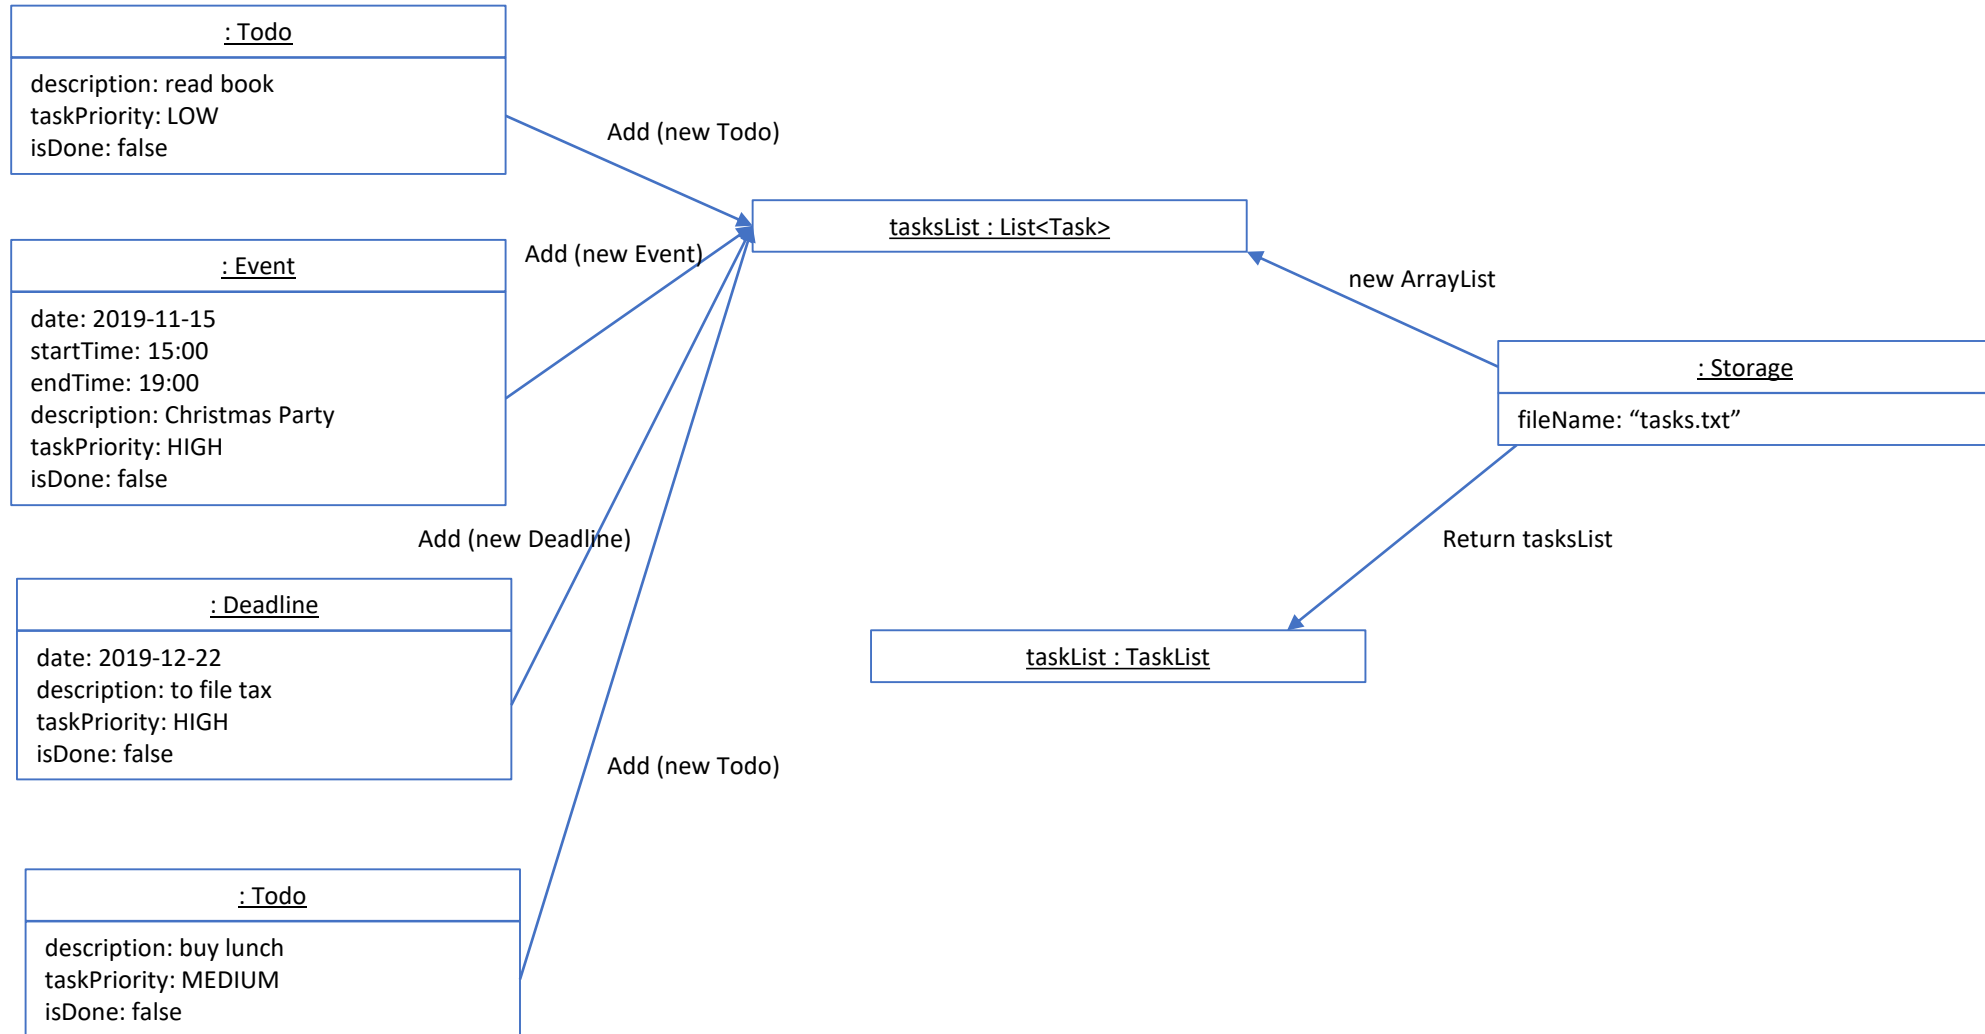 : Todo
description: read book
taskPriority: LOW
isDone: false
Add (new Todo)
tasksList : List<Task>
: Event
date: 2019-11-15
startTime: 15:00
endTime: 19:00
description: Christmas Party
taskPriority: HIGH
isDone: false
Add (new Event)
new ArrayList
: Storage
fileName: “tasks.txt”
Add (new Deadline)
Return tasksList
: Deadline
date: 2019-12-22
description: to file tax
taskPriority: HIGH
isDone: false
taskList : TaskList
Add (new Todo)
: Todo
description: buy lunch
taskPriority: MEDIUM
isDone: false